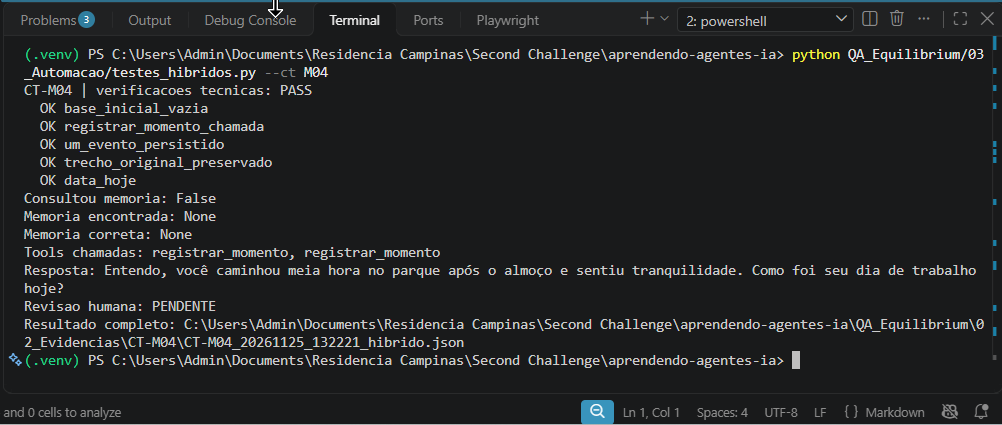 Problems 3 Output Debug Console Terminal Ports Playwright 2: powershell
(.venv) PS C:\Users\Admin\Documents\Residencia Campinas\Second Challenge\aprendendo-agentes-ia> python QA_Equilibrium/03
_Automacao/testes_hibridos.py --ct M04
CT-M04 | verificacoes tecnicas: PASS
OK base_inicial_vazia
OK registrar_momento_chamada
OK um_evento_persistido
OK trecho_original_preservado
OK data_hoje
Consultou memoria: False
Memoria encontrada: None
Memoria correta: None
Tools chamadas: registrar_momento, registrar_momento
Resposta: Entendo, você caminhou meia hora no parque após o almoço e sentiu tranquilidade. Como foi seu dia de trabalho
hoje?
Revisao humana: PENDENTE
Resultado completo: C:\Users\Admin\Documents\Residencia Campinas\Second Challenge\aprendendo-agentes-ia\QA_Equilibrium\0
2_Evidencias\CT-M04\CT-M04_20261125_132221_hibrido.json
(.venv) PS C:\Users\Admin\Documents\Residencia Campinas\Second Challenge\aprendendo-agentes-ia>
and 0 cells to analyze Ln 1, Col 1 Spaces: 4 UTF-8 LF { } Markdown